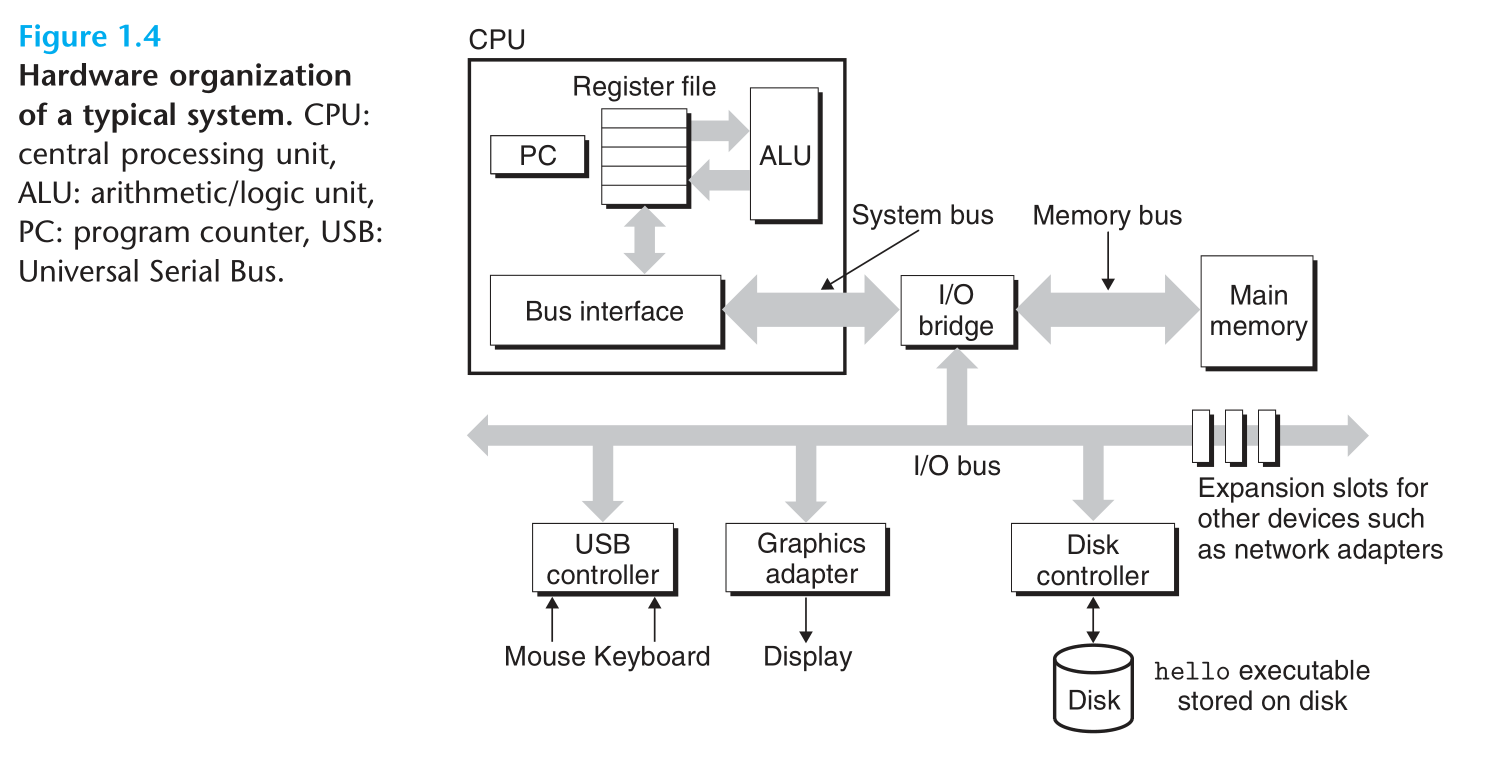 Figure 1.4
Hardware organization
of a typical system. CPU:
central processing unit,
ALU: arithmetic/logic unit,
PC: program counter, USB:
Universal Serial Bus.
CPU
Register file
PC
ALU
System bus
Memory bus
Bus interface
I/O
bridge
Main
memory
I/O bus
Expansion slots for
other devices such
as network adapters
USB
controller
Graphics
adapter
Disk
controller
Mouse
Keyboard
Display
Disk
hello executable
stored on disk